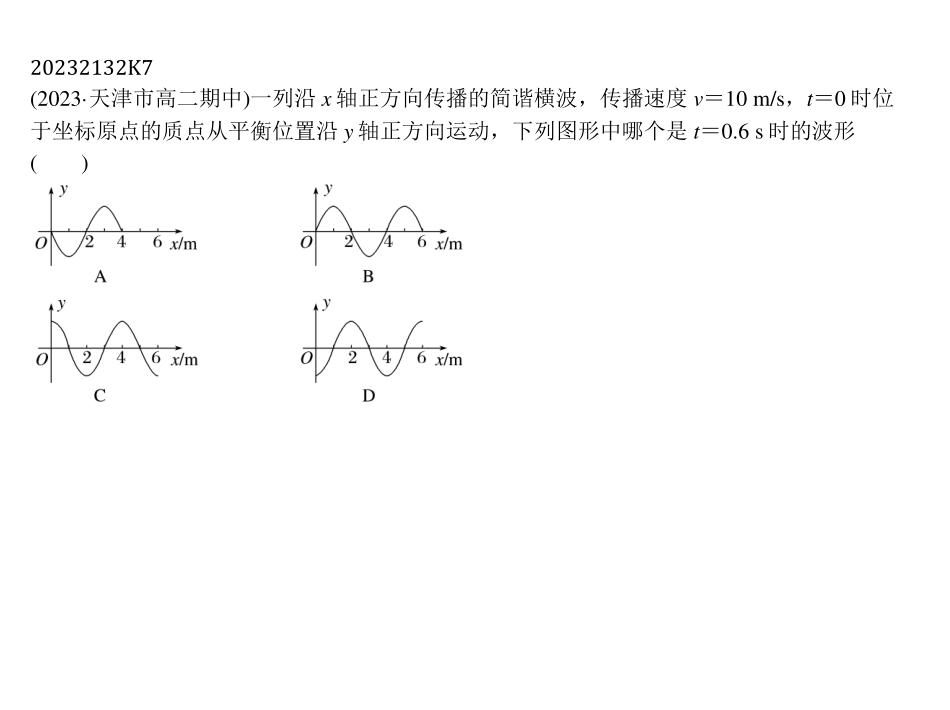 20232132K7
(2023·天津市高二期中)一列沿 x 轴正方向传播的简谐横波，传播速度 v＝10 m/s，t＝0 时位
于坐标原点的质点从平衡位置沿 y 轴正方向运动，下列图形中哪个是 t＝0.6 s 时的波形
(　　)
y
O 2 4 6 x/m
A
y
O 2 4 6 x/m
B
y
O 2 4 6 x/m
C
y
O 2 4 6 x/m
D